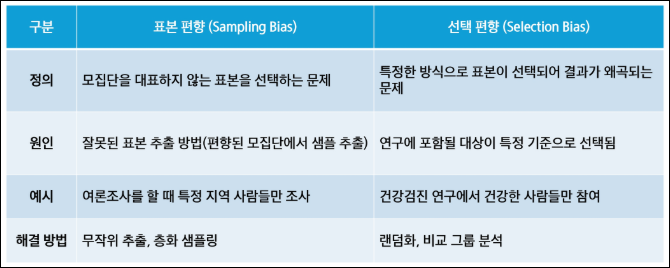 구분
표본 편향 (Sampling Bias)
선택 편향 (Selection Bias)
정의
모집단을 대표하지 않는 표본을 선택하는 문제
특정한 방식으로 표본이 선택되어 결과가 왜곡되는
문제
원인
잘못된 표본 추출 방법(편향된 모집단에서 샘플 추출)
연구에 포함될 대상이 특정 기준으로 선택됨
예시
여론조사를 할 때 특정 지역 사람들만 조사
건강검진 연구에서 건강한 사람들만 참여
해결 방법
무작위 추출, 층화 샘플링
랜덤화, 비교 그룹 분석